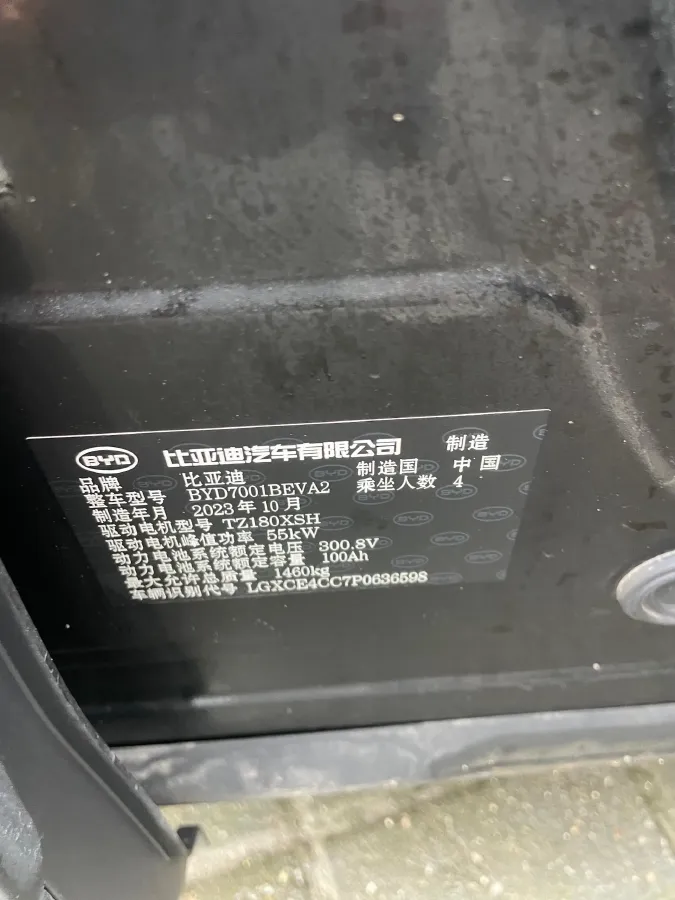 BYD 比亚迪汽车有限公司 制造
品牌 比亚迪 制造国 中国
整车型号 BYD7001BEVA2 乘坐人数 4
制造年月 2023年10月
驱动电机型号 TZ180XSH
驱动电机峰值功率 55kW
动力电池系统额定电压 300.8V
动力电池系统额定容量 100Ah
最大允许总质量 1460kg
车辆识别代号 LGXCE4CC7P0636598